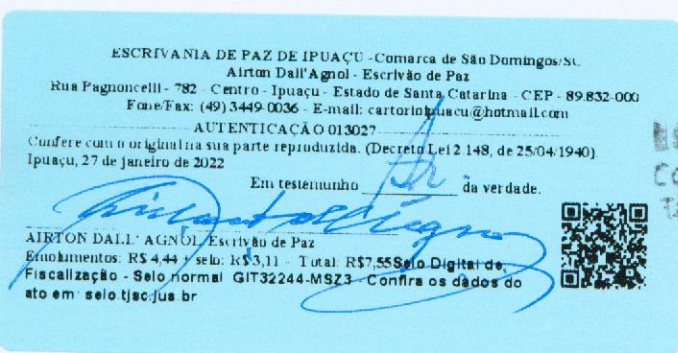 ESCRIVANIA DE PAZ DE IPUAÇU - Comarca de São Domingos/SC
Airton Dall'Agnol - Escrivão de Paz
Rua Pagnoncelli - 782 - Centro - Ipuaçu - Estado de Santa Catarina - CEP - 89.832-000
Fone/Fax: (49) 3449-0036 - E-mail: cartorioipuacu@hotmail.com
AUTENTICAÇÃO 013027
Confere com o original na sua parte reproduzida. (Decreto Lei 2 148, de 25/04/1940).
Ipuaçu, 27 de janeiro de 2022
Em testemunho ________ da verdade.
AIRTON DALL' AGNOL, Escrivão de Paz
Emolumentos: R$ 4,44 + selo: R$ 3,11 - Total: R$7,55 Selo Digital de
Fiscalização - Selo normal GIT32244-MSZ3 Confira os dados do
ato em: selo.tjsc.jus.br